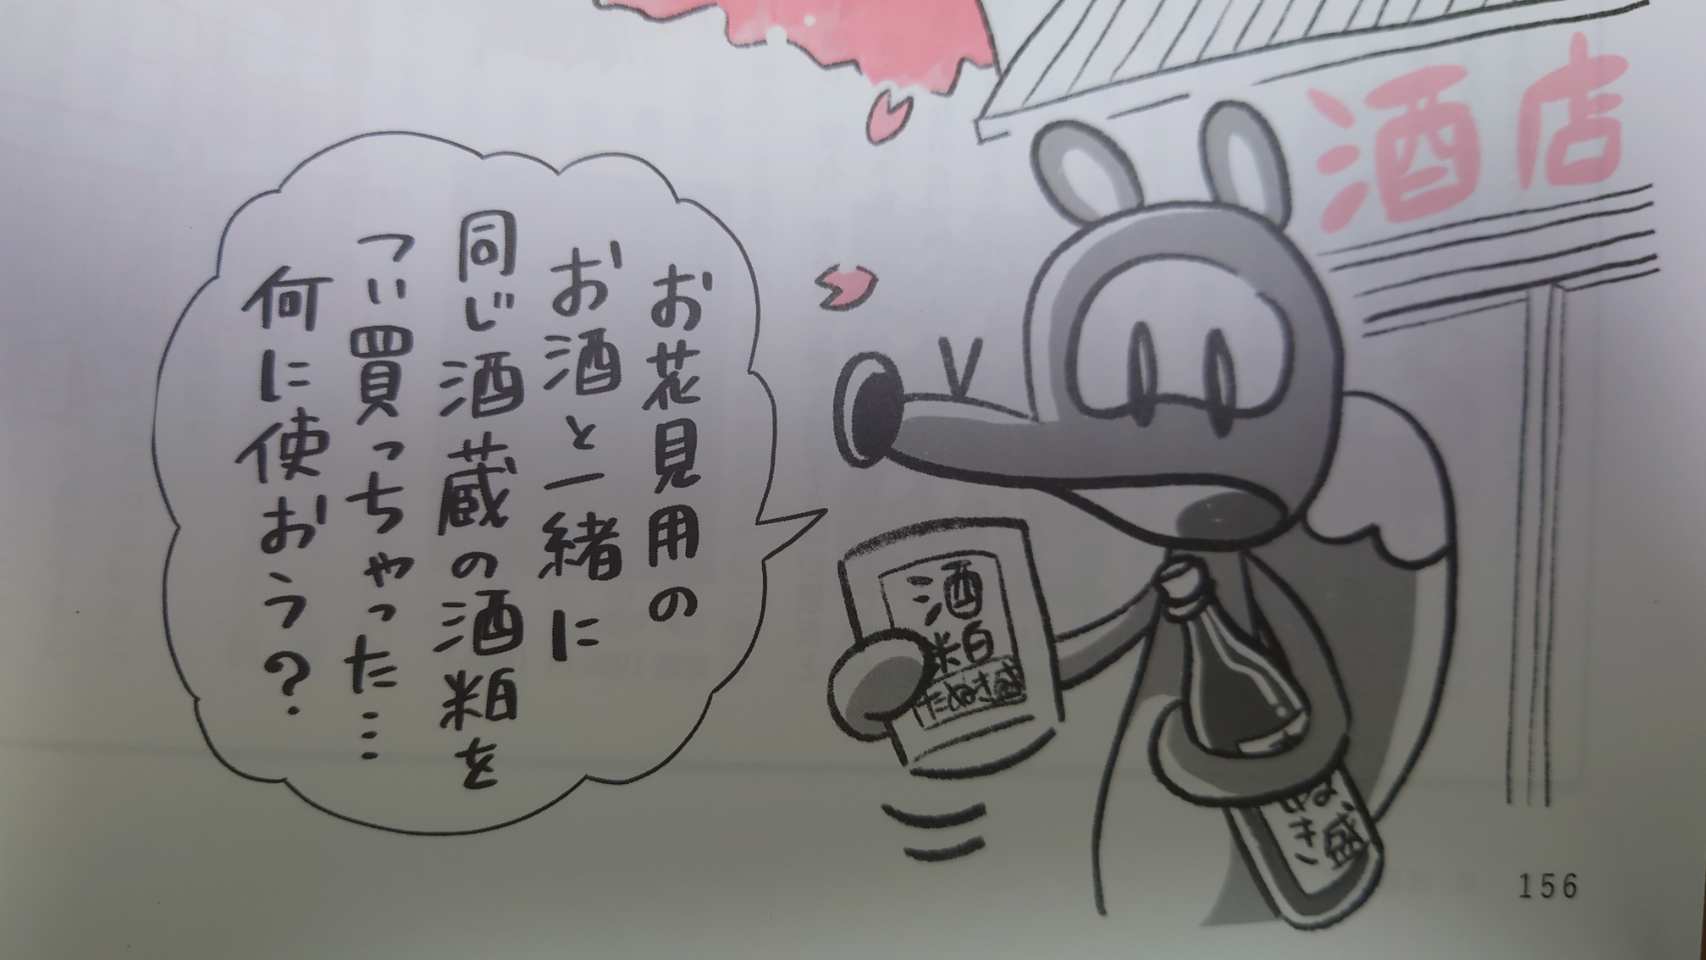 酒店
お花見用の
お酒と一緒に
同じ酒蔵の酒粕を
つい買っちゃった…
何に使おう?
酒
粕
たぬき盛
ぬき
盛
156